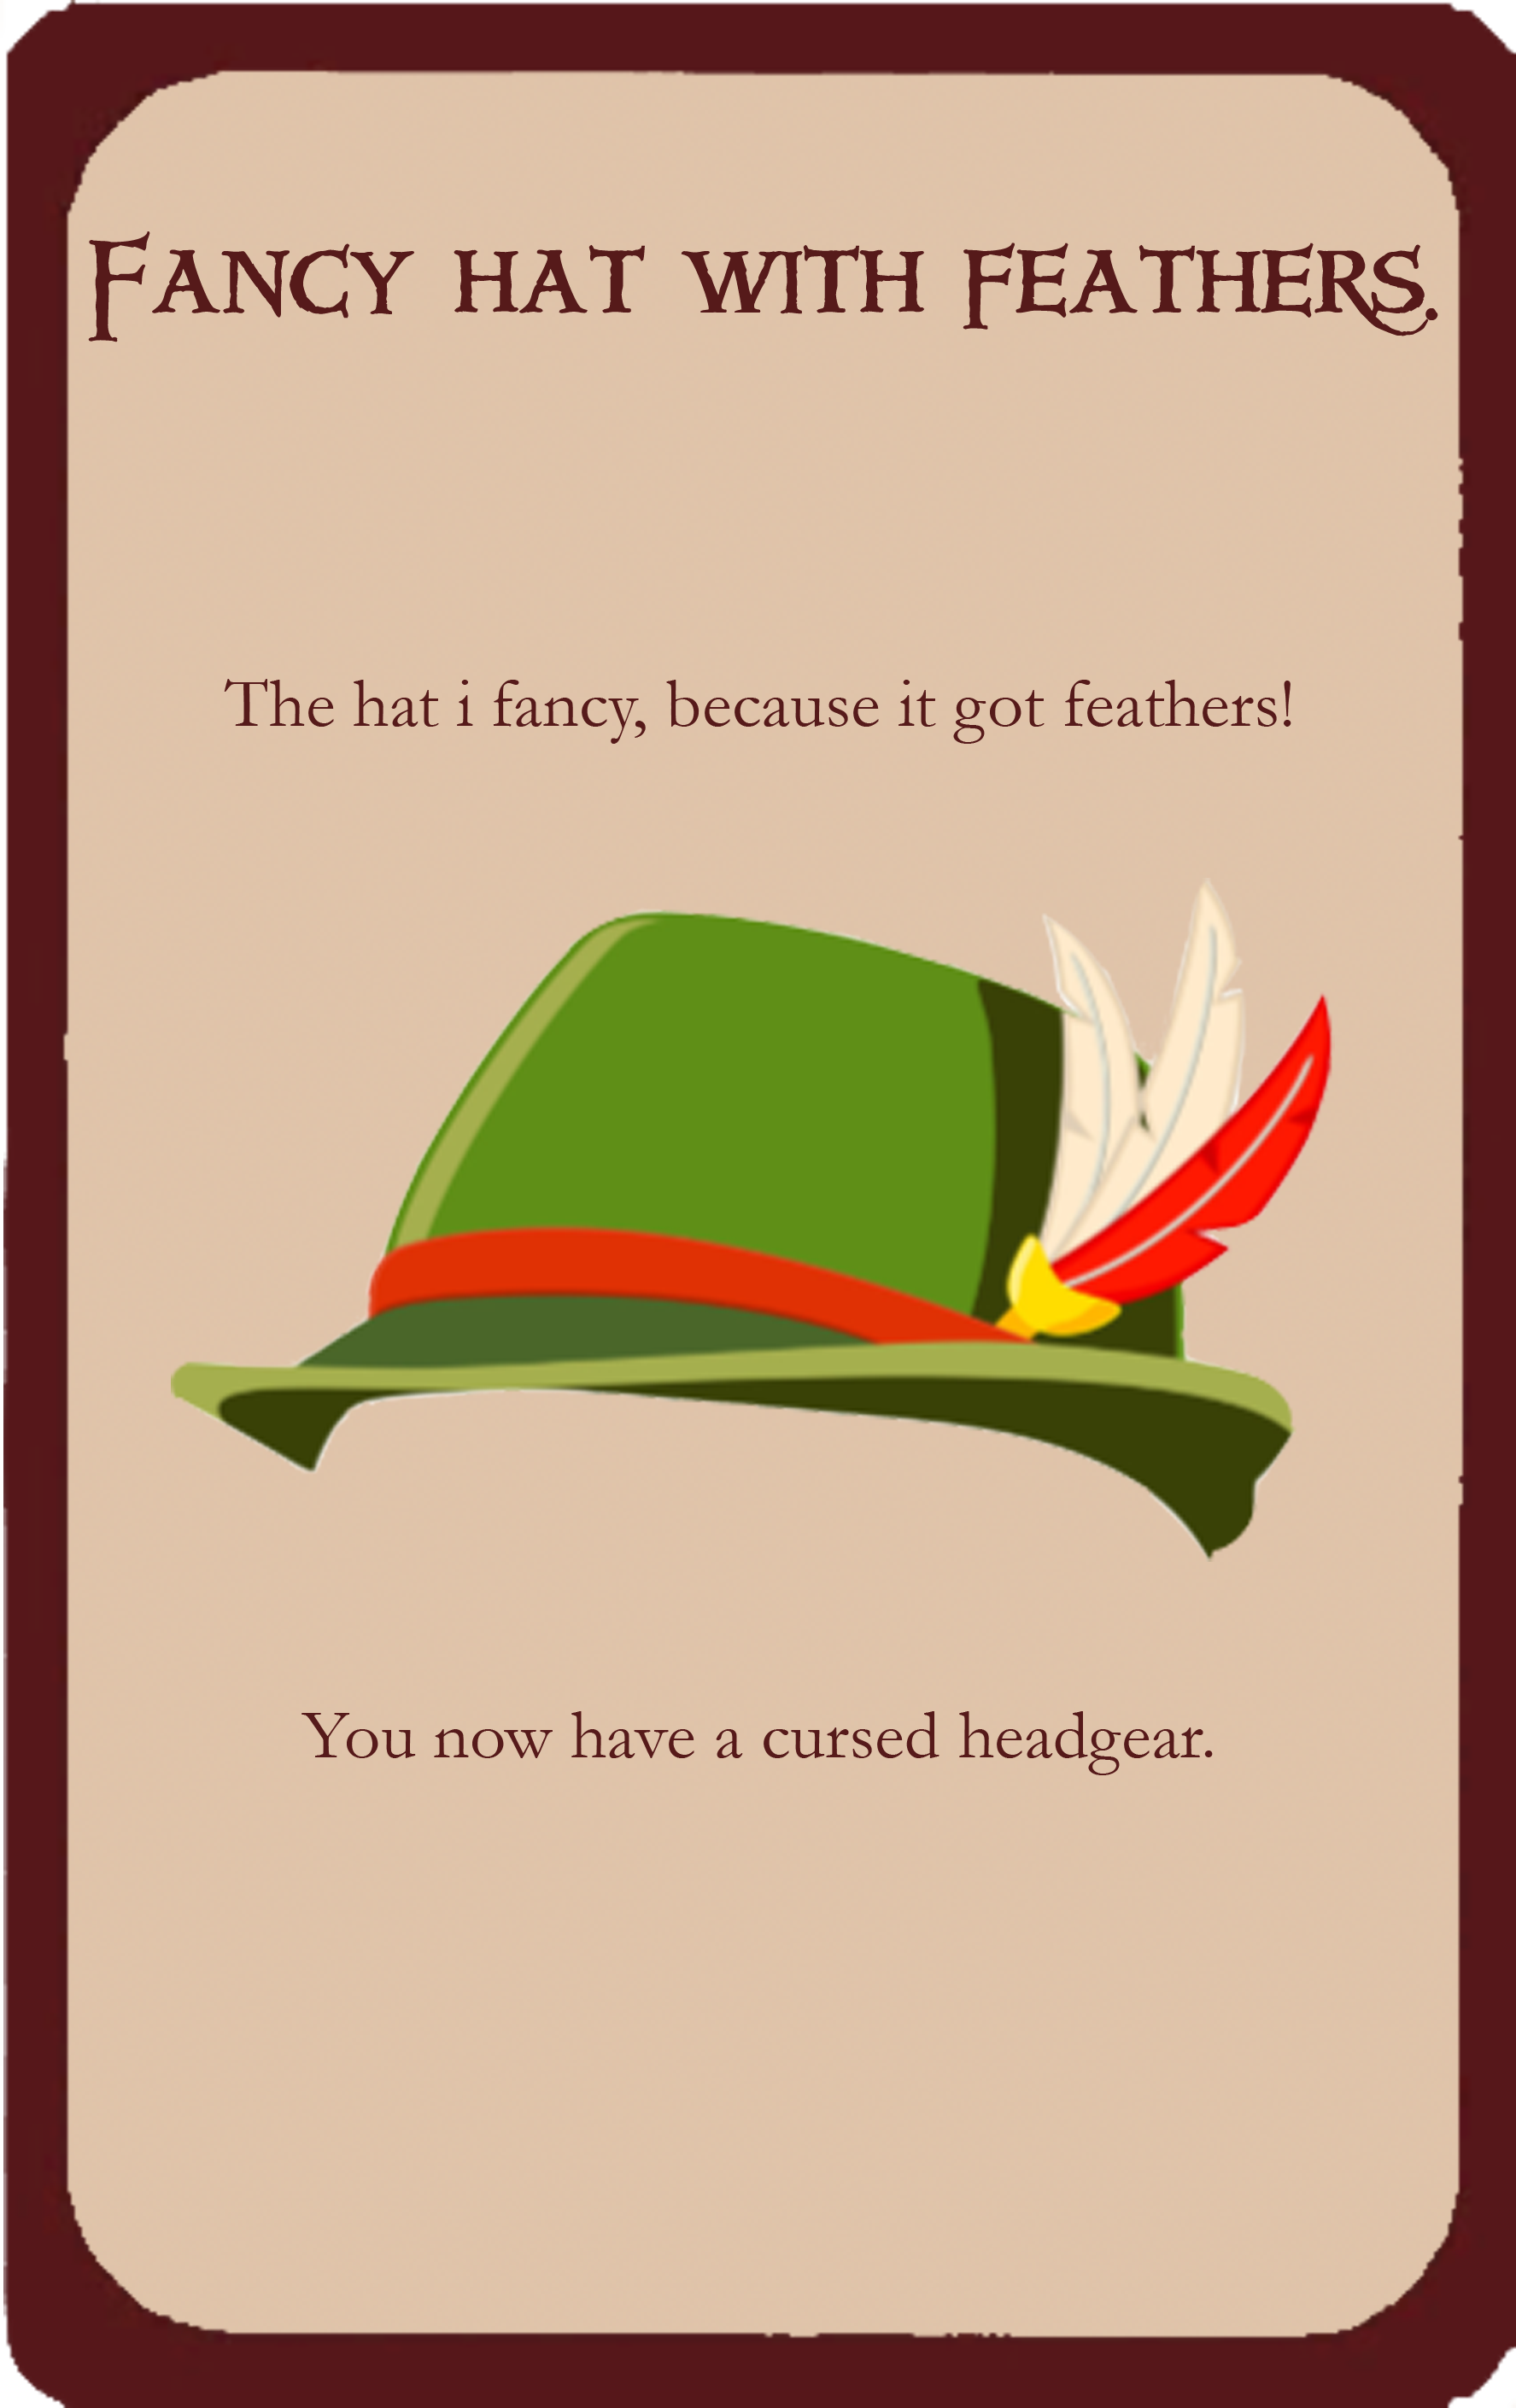 Fancy hat with feathers.
The hat i fancy, because it got feathers!
You now have a cursed headgear.